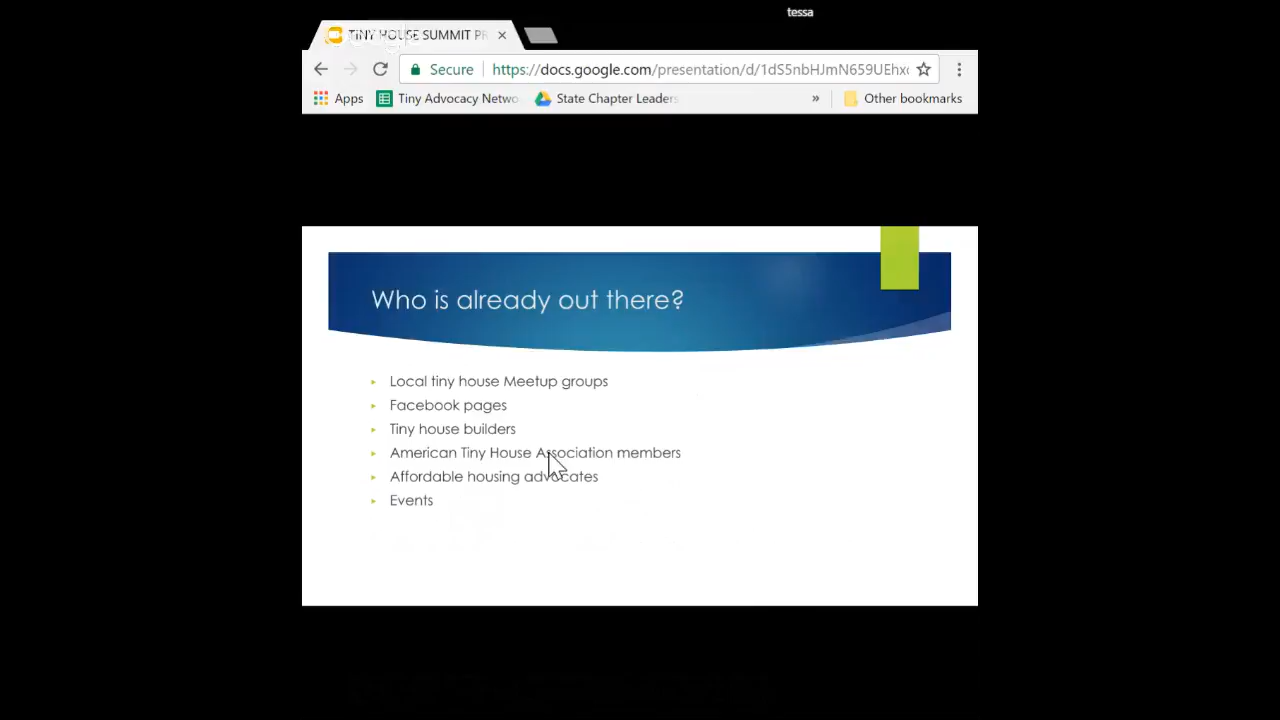 tessa
TINY HOUSE SUMMIT PR
Secure https://docs.google.com/presentation/d/1dS5nbHJmN659UEhx
Apps Tiny Advocacy Netwo State Chapter Leaders » Other bookmarks
Who is already out there?
Local tiny house Meetup groups
Facebook pages
Tiny house builders
American Tiny House Association members
Affordable housing advocates
Events